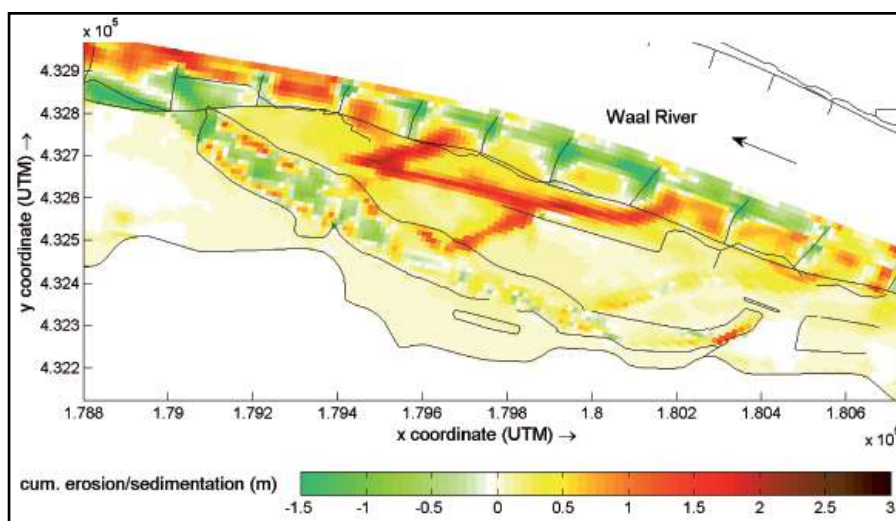 x 10⁵
4.329
4.328
4.327
4.326
4.325
4.324
4.323
4.322
y coordinate (UTM) →
Waal River
1.788 1.79 1.792 1.794 1.796 1.798 1.8 1.802 1.804 1.806
x coordinate (UTM) →
cum. erosion/sedimentation (m)
-1.5 -1 -0.5 0 0.5 1 1.5 2 2.5 3